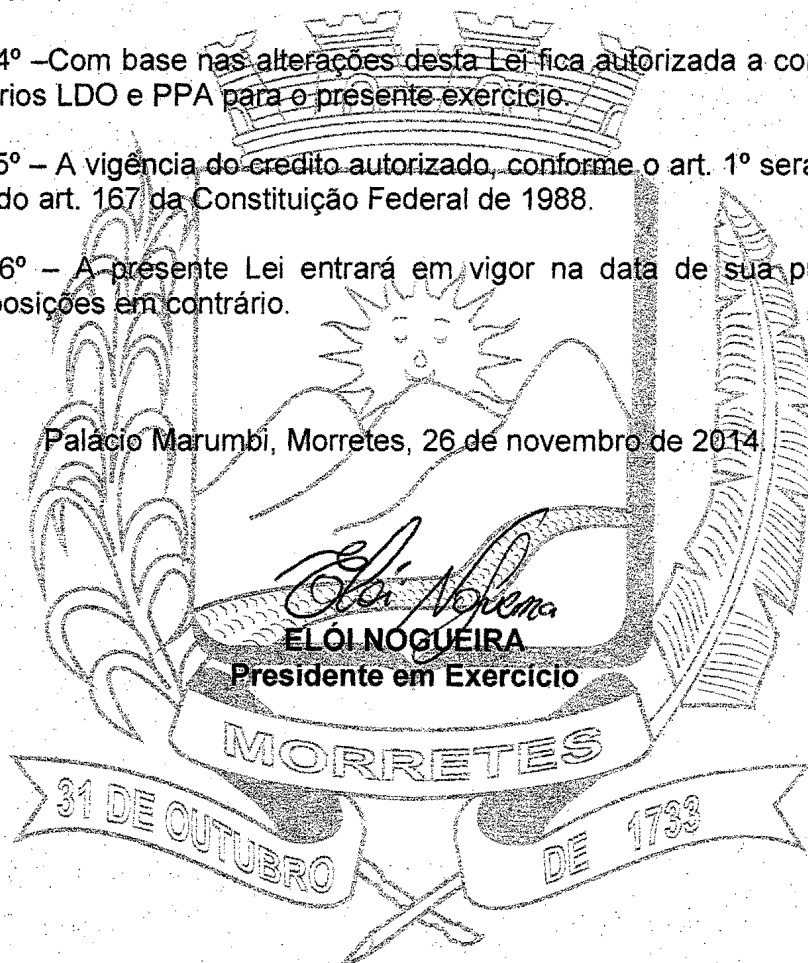 4º –Com base nas alterações desta Lei fica autorizada a co
rios LDO e PPA para o presente exercício.
5º – A vigência do credito autorizado, conforme o art. 1º será
do art. 167 da Constituição Federal de 1988.
6º – A presente Lei entrará em vigor na data de sua p
posições em contrário.
Palácio Marumbi, Morretes, 26 de novembro de 2014.
Elói Nogueira
ELÓI NOGUEIRA
Presidente em Exercício
MORRETES
31 DE OUTUBRO DE 1733